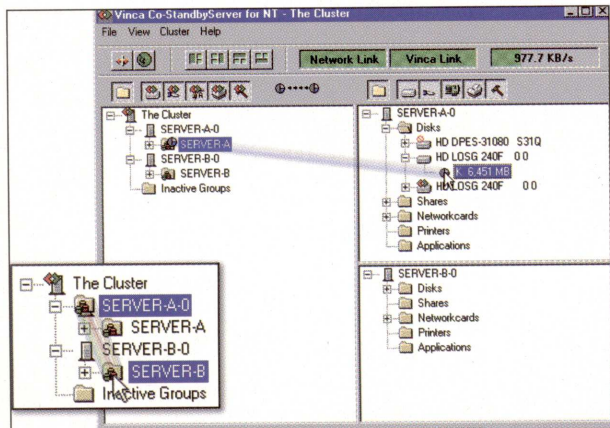 Vinca Co-StandbyServer for NT - The Cluster
File View Cluster Help
Network Link Vinca Link 977.7 KB/s
The Cluster
SERVER-A-0
SERVER-A
SERVER-B-0
SERVER-B
Inactive Groups
SERVER-A-0
Disks
HD DPES-31080 S31Q
HD LOSG 240F 0 0
K: 6,451 MB
HD LOSG 240F 0 0
Shares
Networkcards
Printers
Applications
SERVER-B-0
Disks
Shares
Networkcards
Printers
Applications
The Cluster
SERVER-A-0
SERVER-A
SERVER-B-0
SERVER-B
Inactive Groups